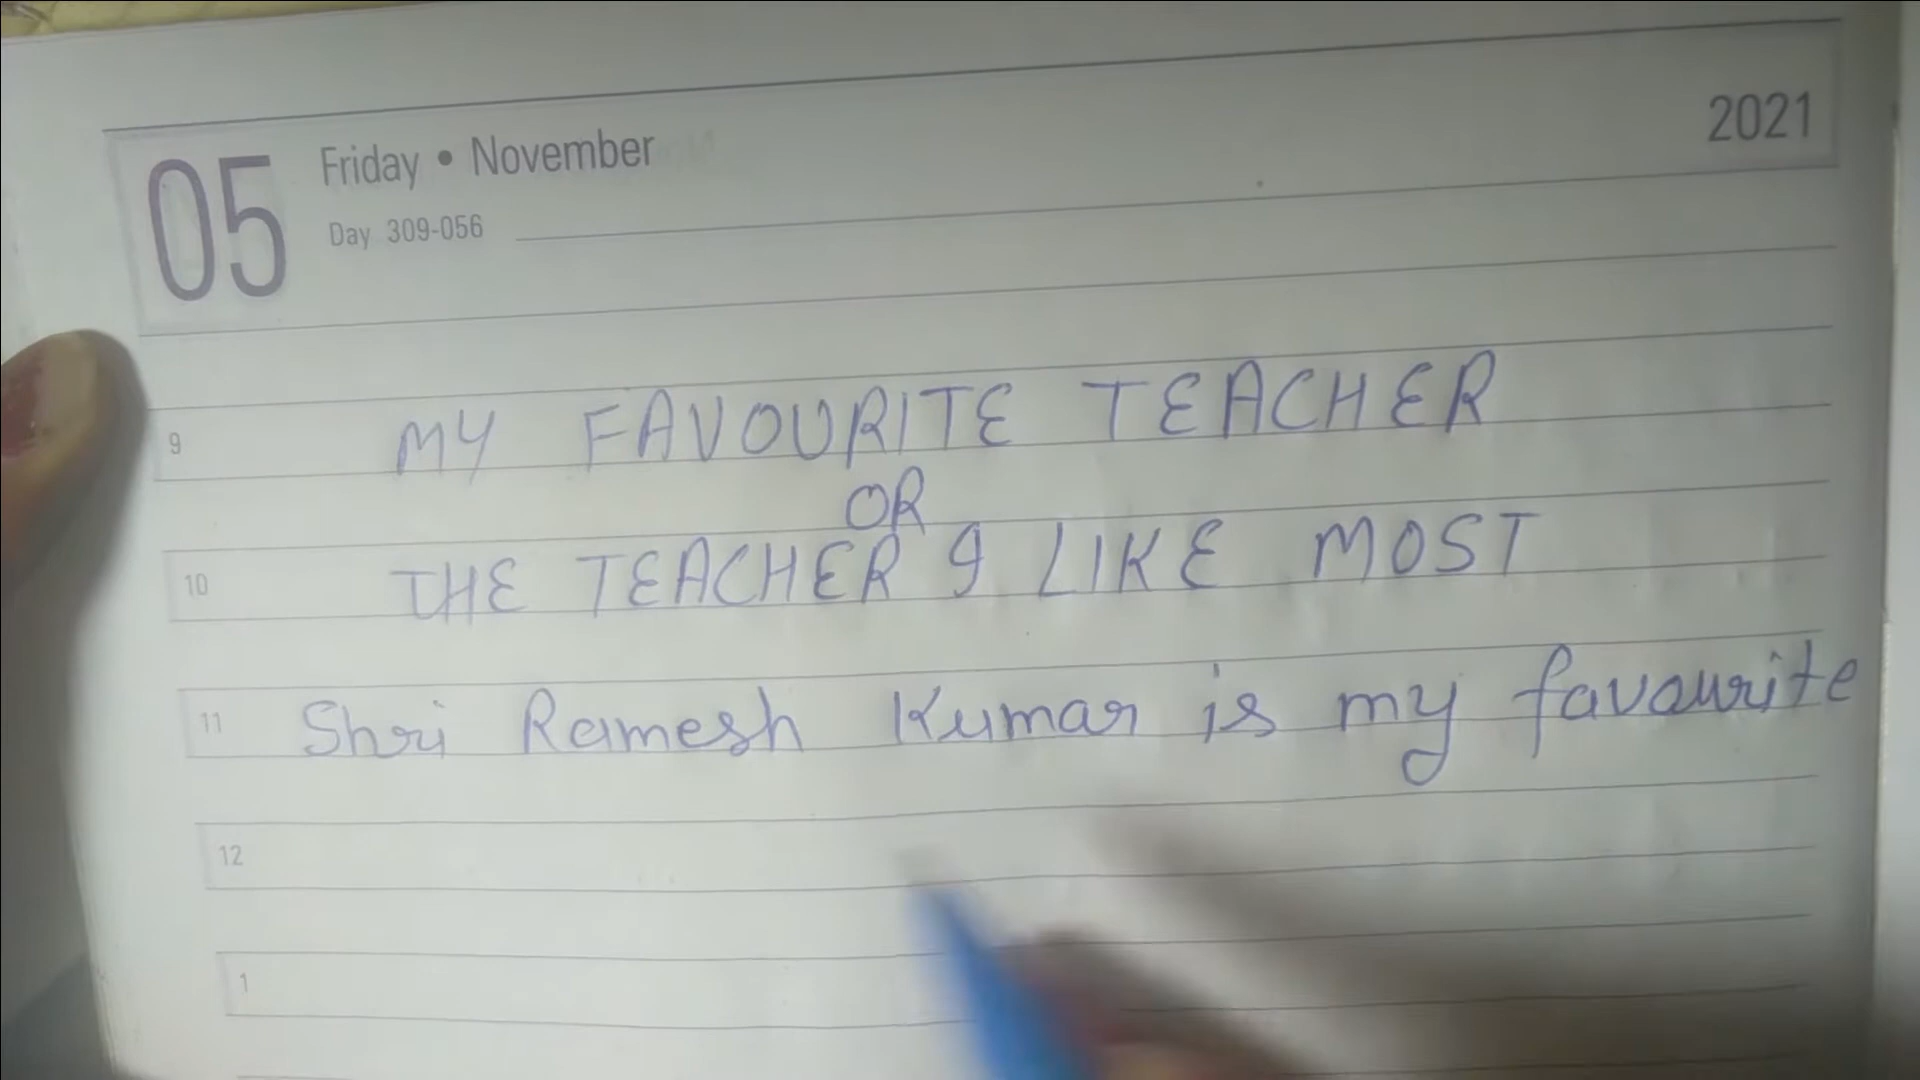 05 Friday • November 2021
Day 309-056
9 MY FAVOURITE TEACHER
OR
10 THE TEACHER I LIKE MOST
11 Shri Ramesh Kumar is my favourite
12
1